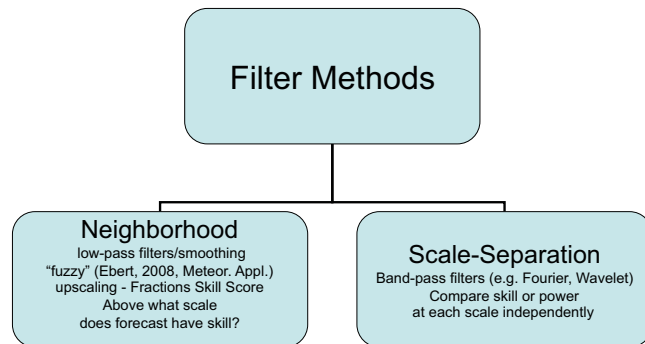 Filter Methods
Neighborhood
low-pass filters/smoothing
“fuzzy” (Ebert, 2008, Meteor. Appl.)
upscaling - Fractions Skill Score
Above what scale
does forecast have skill?
Scale-Separation
Band-pass filters (e.g. Fourier, Wavelet)
Compare skill or power
at each scale independently